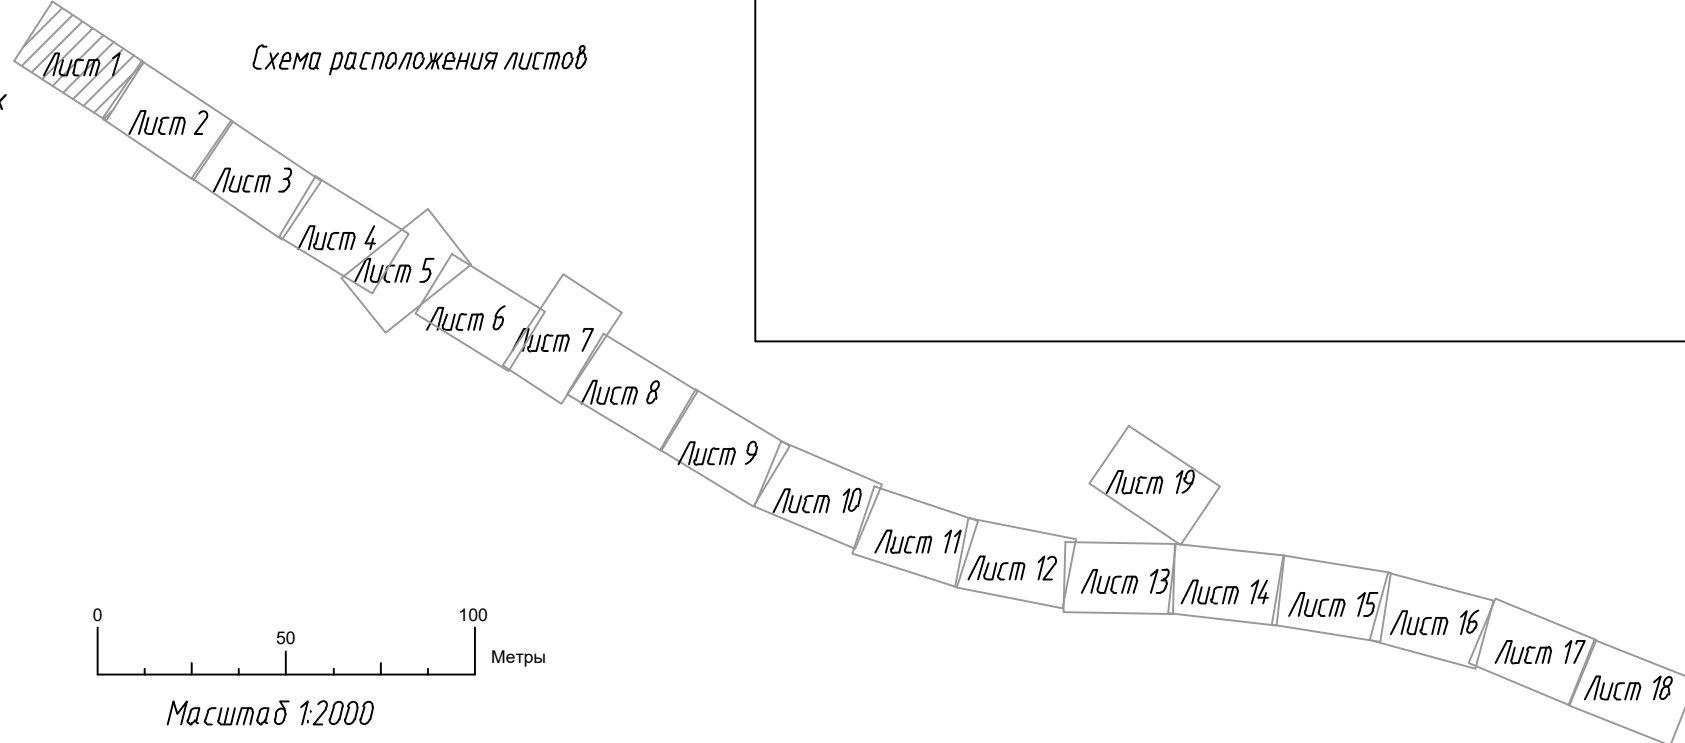 Схема расположения листов
Лист 1
Лист 2
Лист 3
Лист 4
Лист 5
Лист 6
Лист 7
Лист 8
Лист 9
Лист 10
Лист 11
Лист 12
Лист 13
Лист 14
Лист 15
Лист 16
Лист 17
Лист 18
Лист 19
0 50 100
Метры
Масштаб 1:2000